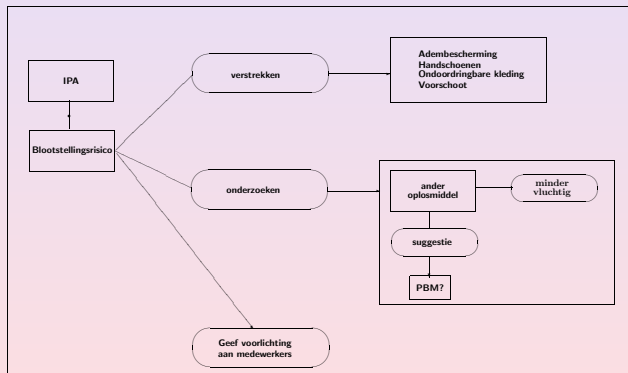 IPA
Blootstellingsrisico
verstrekken
Adembescherming
Handschoenen
Ondoordringbare kleding
Voorschoot
onderzoeken
ander
oplosmiddel
minder
vluchtig
suggestie
PBM?
Geef voorlichting
aan medewerkers